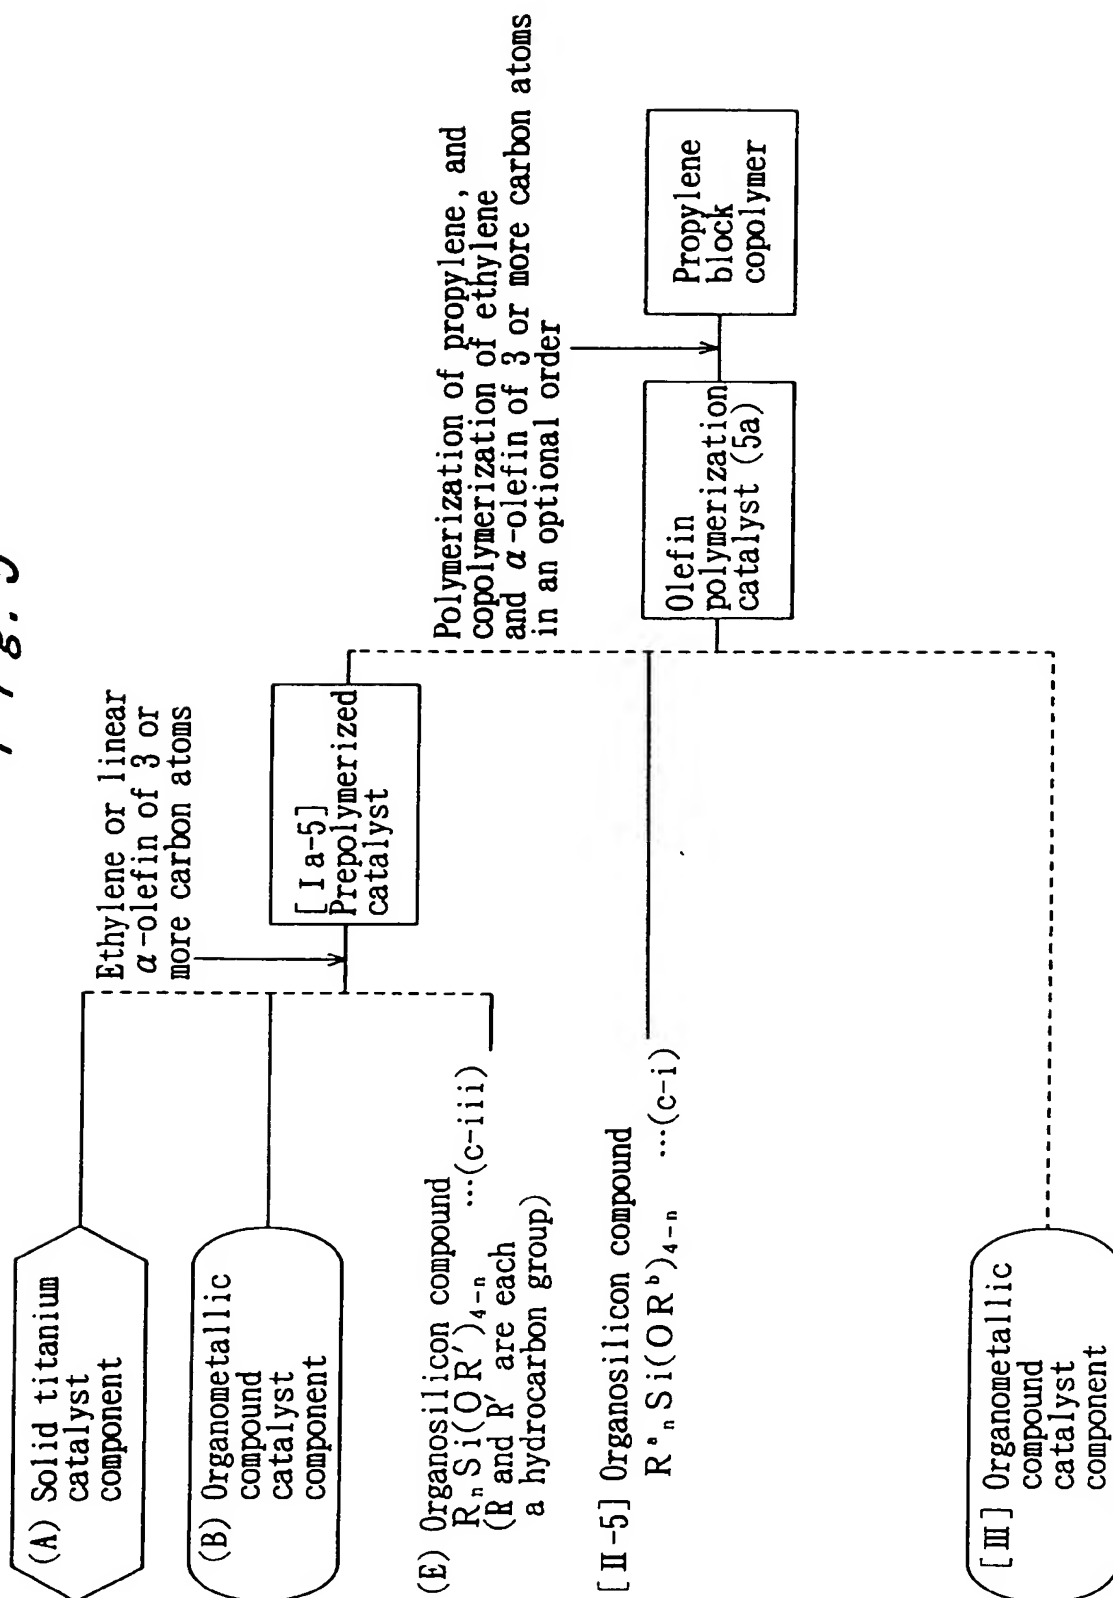 Fig. 5
(A) Solid titanium
catalyst
component
(B) Organometallic
compound
catalyst
component
(E) Organosilicon compound
RnSi(OR′)4-n …(c-iii)
(R and R′ are each
a hydrocarbon group)
Ethylene or linear
α-olefin of 3 or
more carbon atoms
[Ia-5]
Prepolymerized
catalyst
[II-5] Organosilicon compound
RᵃnSi(ORᵇ)4-n …(c-i)
[III] Organometallic
compound
catalyst
component
Polymerization of propylene, and
copolymerization of ethylene
and α-olefin of 3 or more carbon atoms
in an optional order
Olefin
polymerization
catalyst (5a)
Propylene
block
copolymer